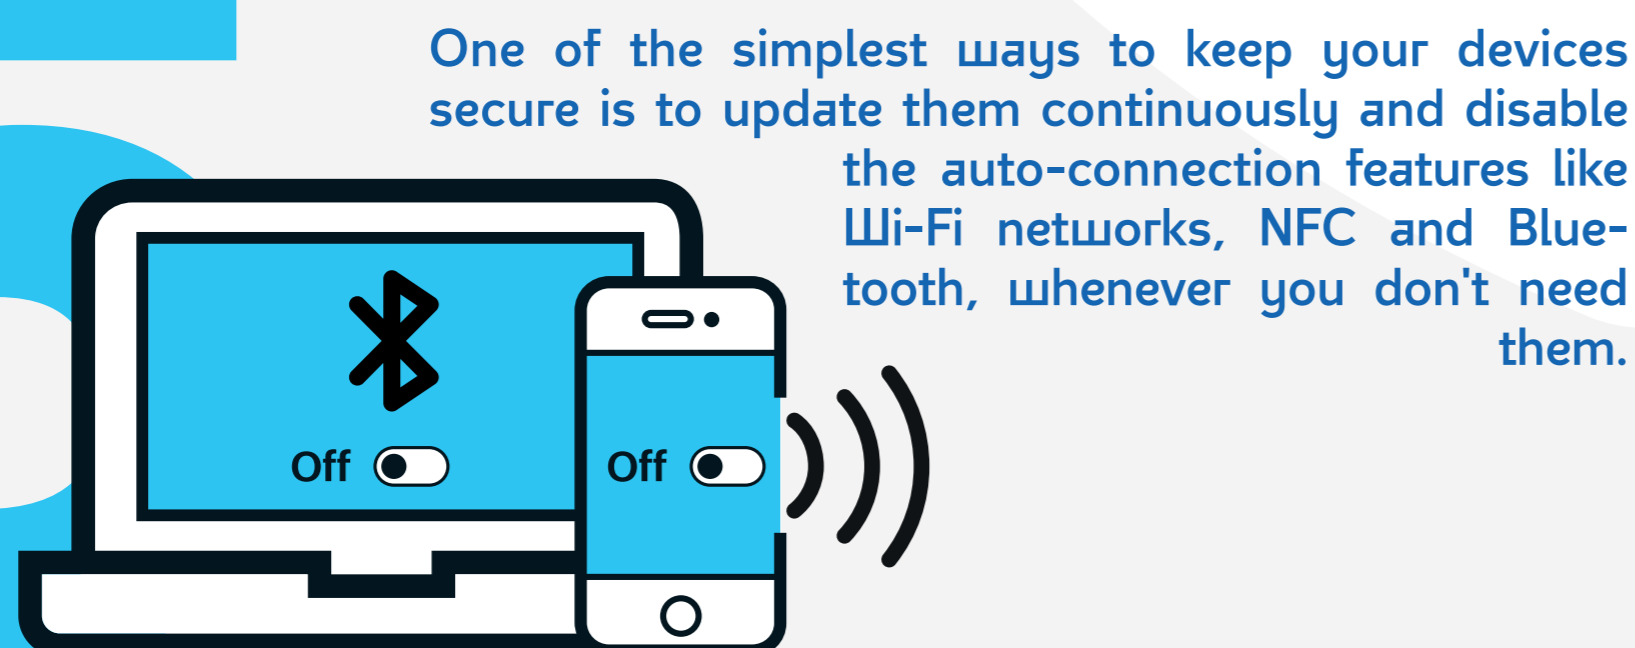 One of the simplest ways to keep your devices
secure is to update them continuously and disable
the auto-connection features like
Wi-Fi networks, NFC and Blue-
tooth, whenever you don't need
them.
Off
Off